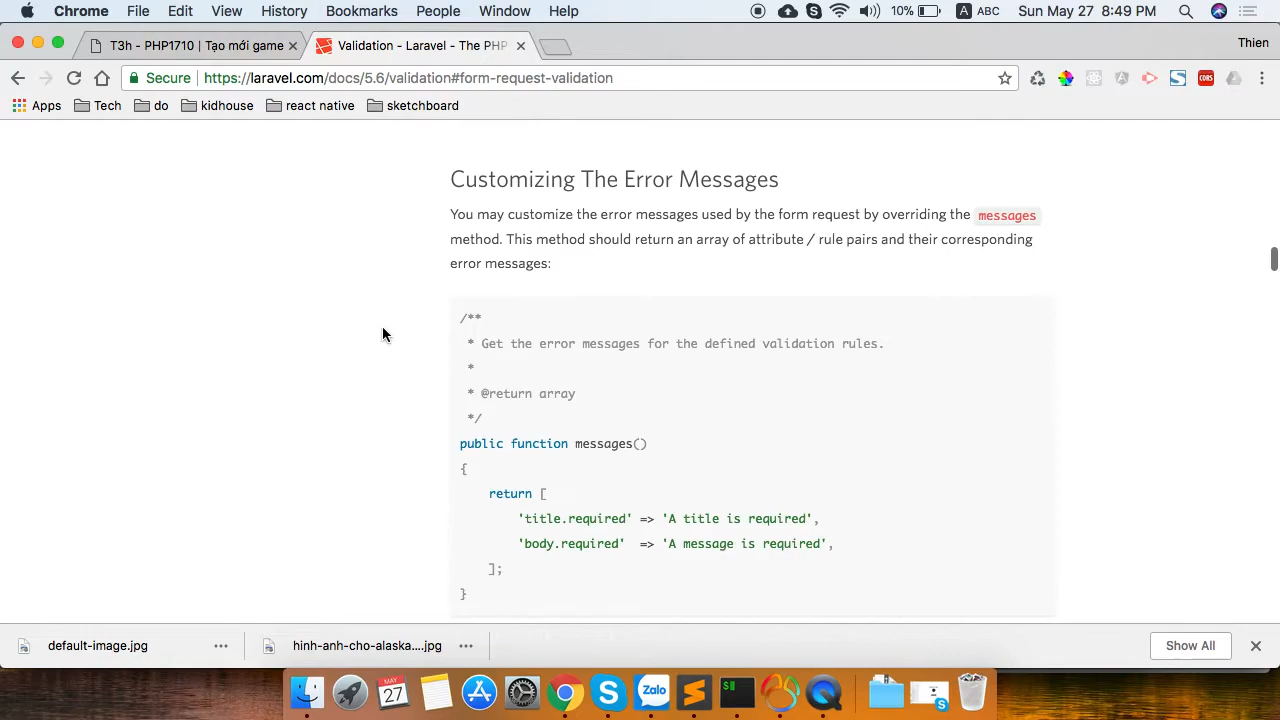 Chrome File Edit View History Bookmarks People Window Help 10% A ABC Sun May 27 8:49 PM
T3h - PHP1710 | Tạo mới game Validation - Laravel - The PHP Thien
Secure https://laravel.com/docs/5.6/validation#form-request-validation CORS
Apps Tech do kidhouse react native sketchboard
Customizing The Error Messages
You may customize the error messages used by the form request by overriding the messages
method. This method should return an array of attribute / rule pairs and their corresponding
error messages:
/**
* Get the error messages for the defined validation rules.
*
* @return array
*/
public function messages()
{
return [
'title.required' => 'A title is required',
'body.required' => 'A message is required',
];
}
default-image.jpg hinh-anh-cho-alaska....jpg Show All
MAY
27
Zalo
$